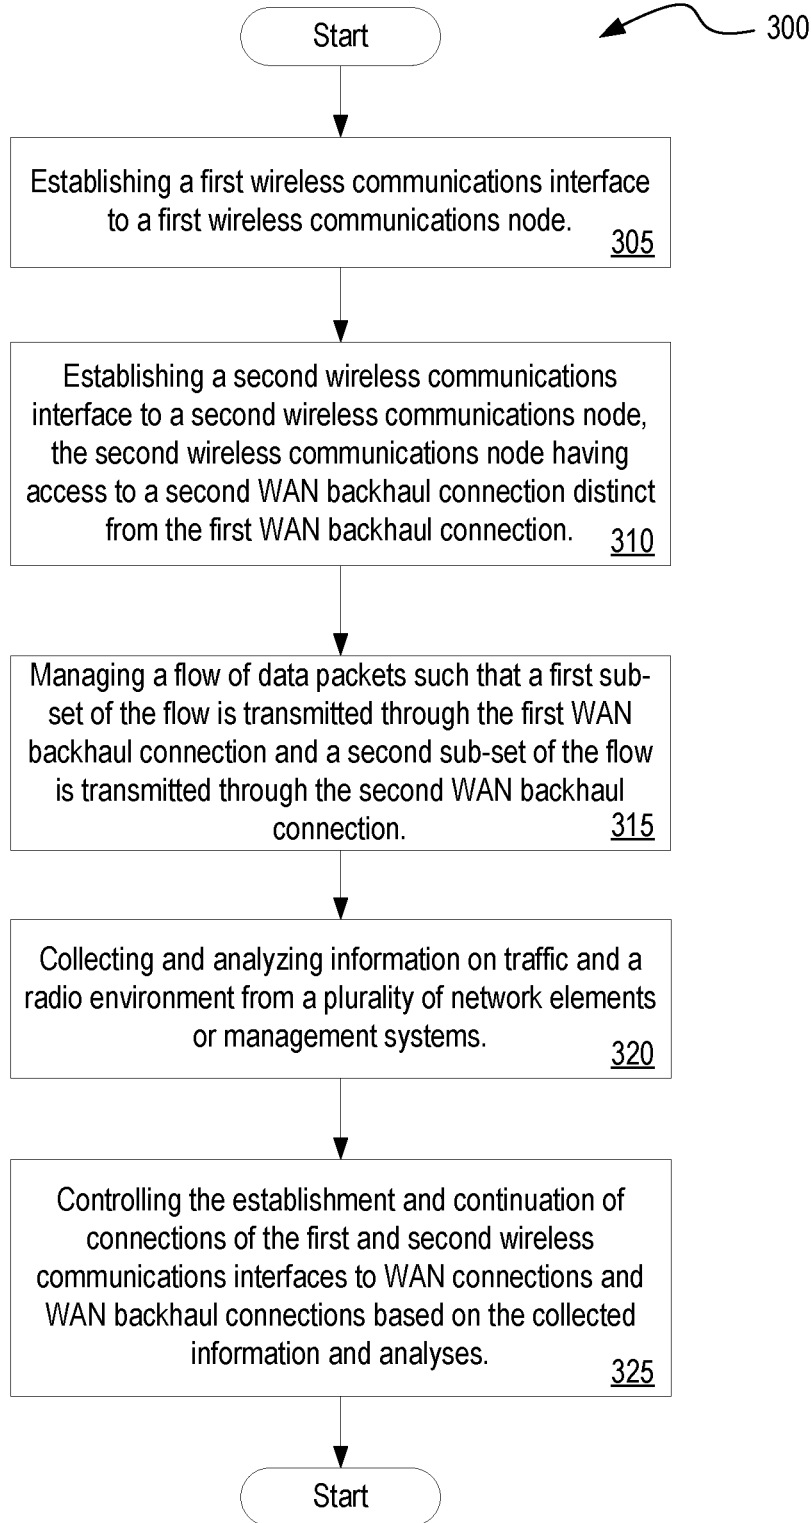 Start
300
Establishing a first wireless communications interface
to a first wireless communications node.
305
Establishing a second wireless communications
interface to a second wireless communications node,
the second wireless communications node having
access to a second WAN backhaul connection distinct
from the first WAN backhaul connection.
310
Managing a flow of data packets such that a first sub-
set of the flow is transmitted through the first WAN
backhaul connection and a second sub-set of the flow
is transmitted through the second WAN backhaul
connection.
315
Collecting and analyzing information on traffic and a
radio environment from a plurality of network elements
or management systems.
320
Controlling the establishment and continuation of
connections of the first and second wireless
communications interfaces to WAN connections and
WAN backhaul connections based on the collected
information and analyses.
325
Start